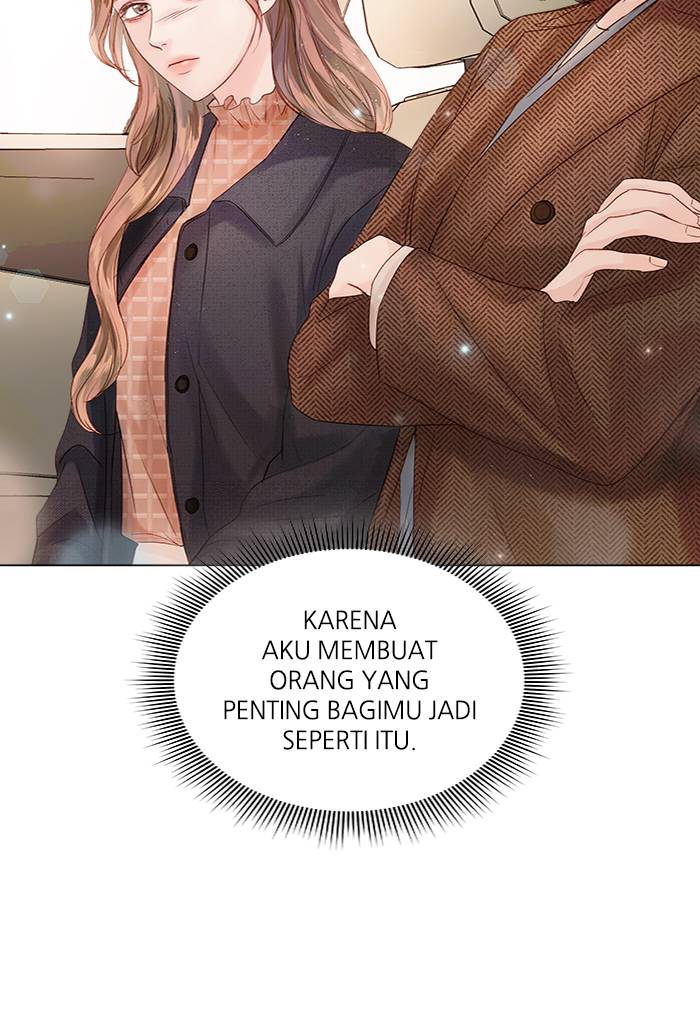 KARENA
AKU MEMBUAT
ORANG YANG
PENTING BAGIMU JADI
SEPERTI ITU.